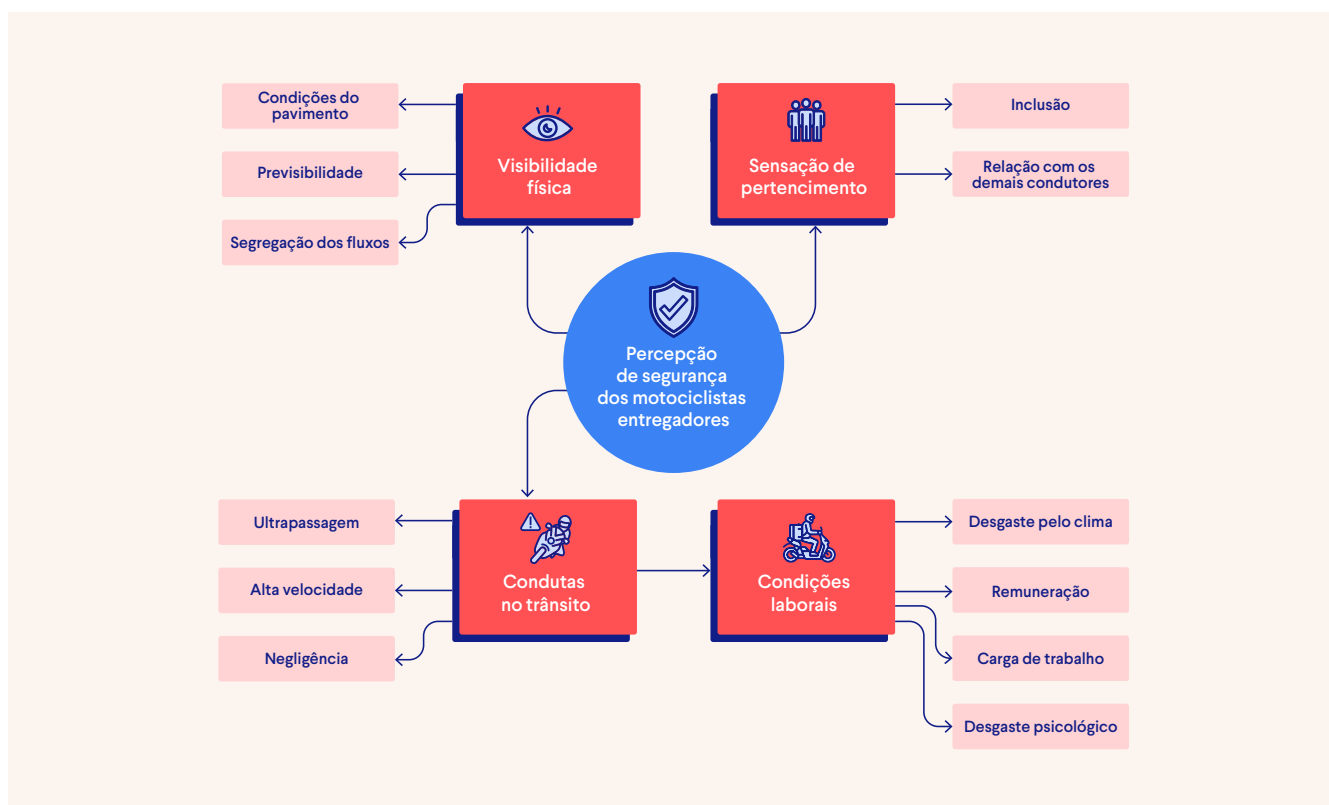 Condições do
pavimento
Previsibilidade
Segregação dos fluxos
Visibilidade
física
Sensação de
pertencimento
Inclusão
Relação com os
demais condutores
Percepção
de segurança
dos motociclistas
entregadores
Ultrapassagem
Alta velocidade
Negligência
Condutas
no trânsito
Condições
laborais
Desgaste pelo clima
Remuneração
Carga de trabalho
Desgaste psicológico